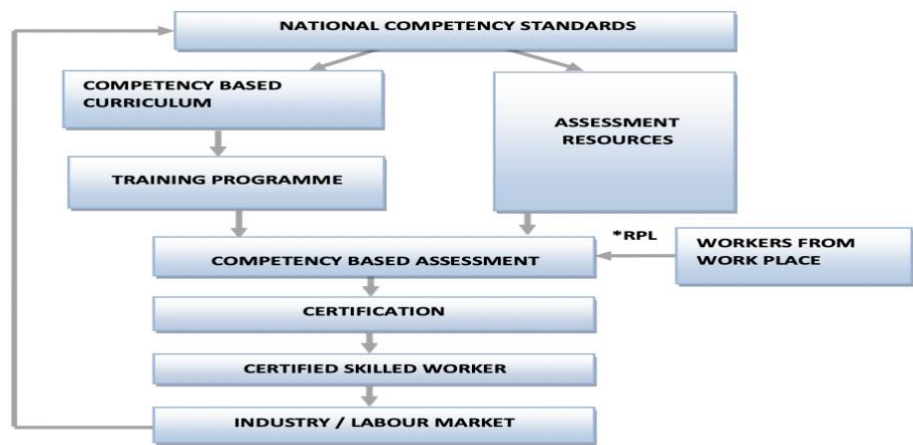 NATIONAL COMPETENCY STANDARDS
COMPETENCY BASED
CURRICULUM
ASSESSMENT
RESOURCES
TRAINING PROGRAMME
*RPL
WORKERS FROM
WORK PLACE
COMPETENCY BASED ASSESSMENT
CERTIFICATION
CERTIFIED SKILLED WORKER
INDUSTRY / LABOUR MARKET